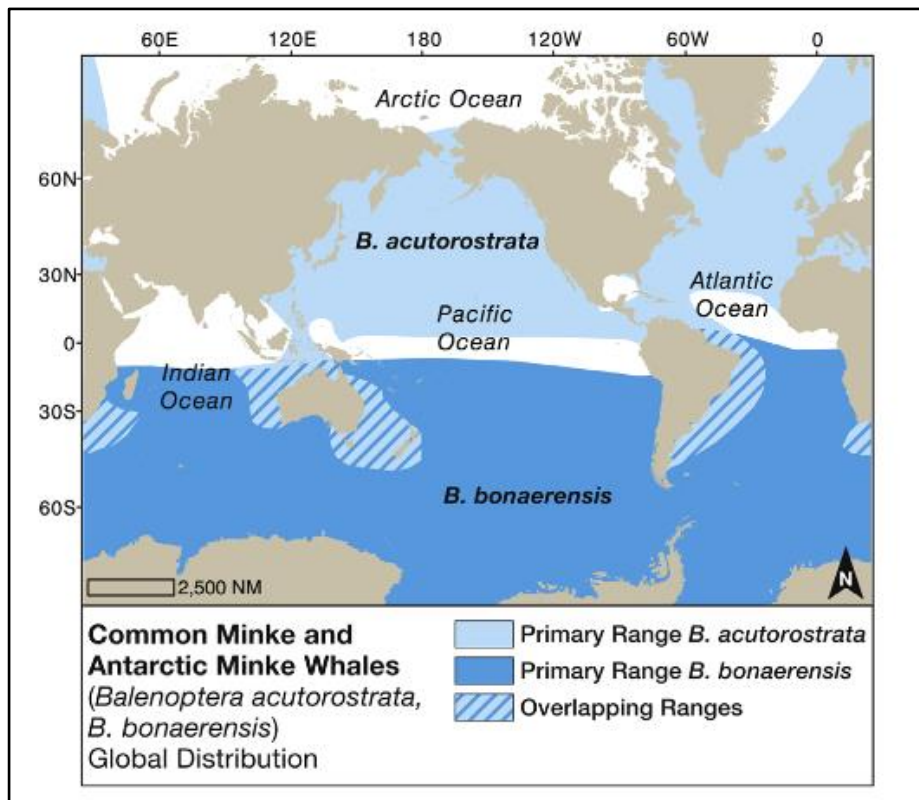 60E 120E 180 120W 60W 0
Arctic Ocean
60N
B. acutorostrata
30N
Atlantic
Ocean
Pacific
Ocean
0
Indian
Ocean
30S
B. bonaerensis
60S
2,500 NM
N
Common Minke and
Antarctic Minke Whales
(Balenoptera acutorostrata,
B. bonaerensis)
Global Distribution
Primary Range B. acutorostrata
Primary Range B. bonaerensis
Overlapping Ranges